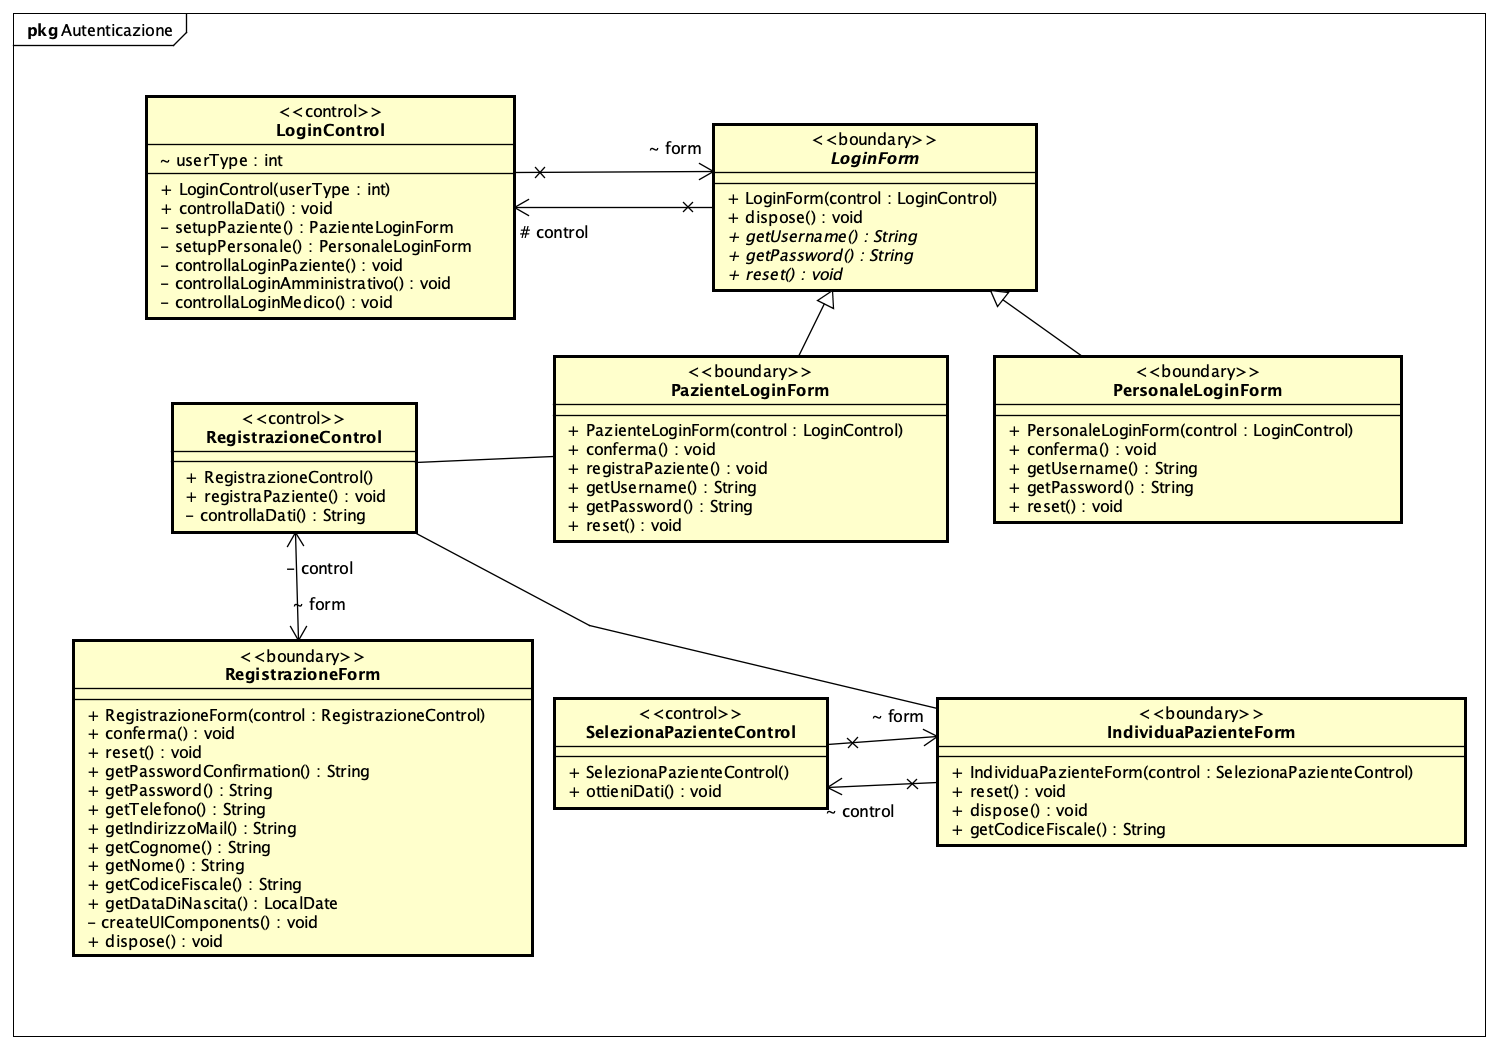 pkg Autenticazione
<<control>>
LoginControl
~ userType : int
+ LoginControl(userType : int)
+ controllaDati() : void
- setupPaziente() : PazienteLoginForm
- setupPersonale() : PersonaleLoginForm
- controllaLoginPaziente() : void
- controllaLoginAmministrativo() : void
- controllaLoginMedico() : void
~ form
# control
<<boundary>>
LoginForm
+ LoginForm(control : LoginControl)
+ dispose() : void
+ getUsername() : String
+ getPassword() : String
+ reset() : void
<<boundary>>
PazienteLoginForm
+ PazienteLoginForm(control : LoginControl)
+ conferma() : void
+ registraPaziente() : void
+ getUsername() : String
+ getPassword() : String
+ reset() : void
<<boundary>>
PersonaleLoginForm
+ PersonaleLoginForm(control : LoginControl)
+ conferma() : void
+ getUsername() : String
+ getPassword() : String
+ reset() : void
<<control>>
RegistrazioneControl
+ RegistrazioneControl()
+ registraPaziente() : void
- controllaDati() : String
- control
~ form
<<boundary>>
RegistrazioneForm
+ RegistrazioneForm(control : RegistrazioneControl)
+ conferma() : void
+ reset() : void
+ getPasswordConfirmation() : String
+ getPassword() : String
+ getTelefono() : String
+ getIndirizzoMail() : String
+ getCognome() : String
+ getNome() : String
+ getCodiceFiscale() : String
+ getDataDiNascita() : LocalDate
- createUIComponents() : void
+ dispose() : void
<<control>>
SelezionaPazienteControl
+ SelezionaPazienteControl()
+ ottieniDati() : void
~ form
~ control
<<boundary>>
IndividuaPazienteForm
+ IndividuaPazienteForm(control : SelezionaPazienteControl)
+ reset() : void
+ dispose() : void
+ getCodiceFiscale() : String